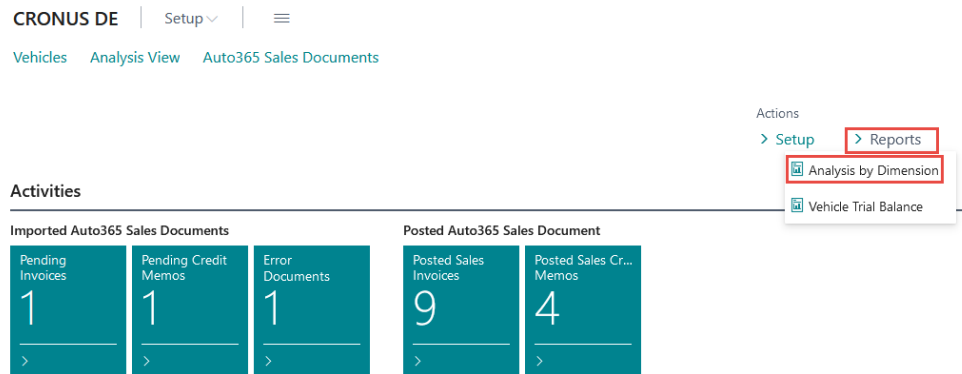 CRONUS DE
Setup
Vehicles Analysis View Auto365 Sales Documents
Actions
Setup Reports
Analysis by Dimension
Vehicle Trial Balance
Activities
Imported Auto365 Sales Documents
Pending
Invoices
1
Pending Credit
Memos
1
Error
Documents
1
Posted Auto365 Sales Document
Posted Sales
Invoices
9
Posted Sales Cr...
Memos
4